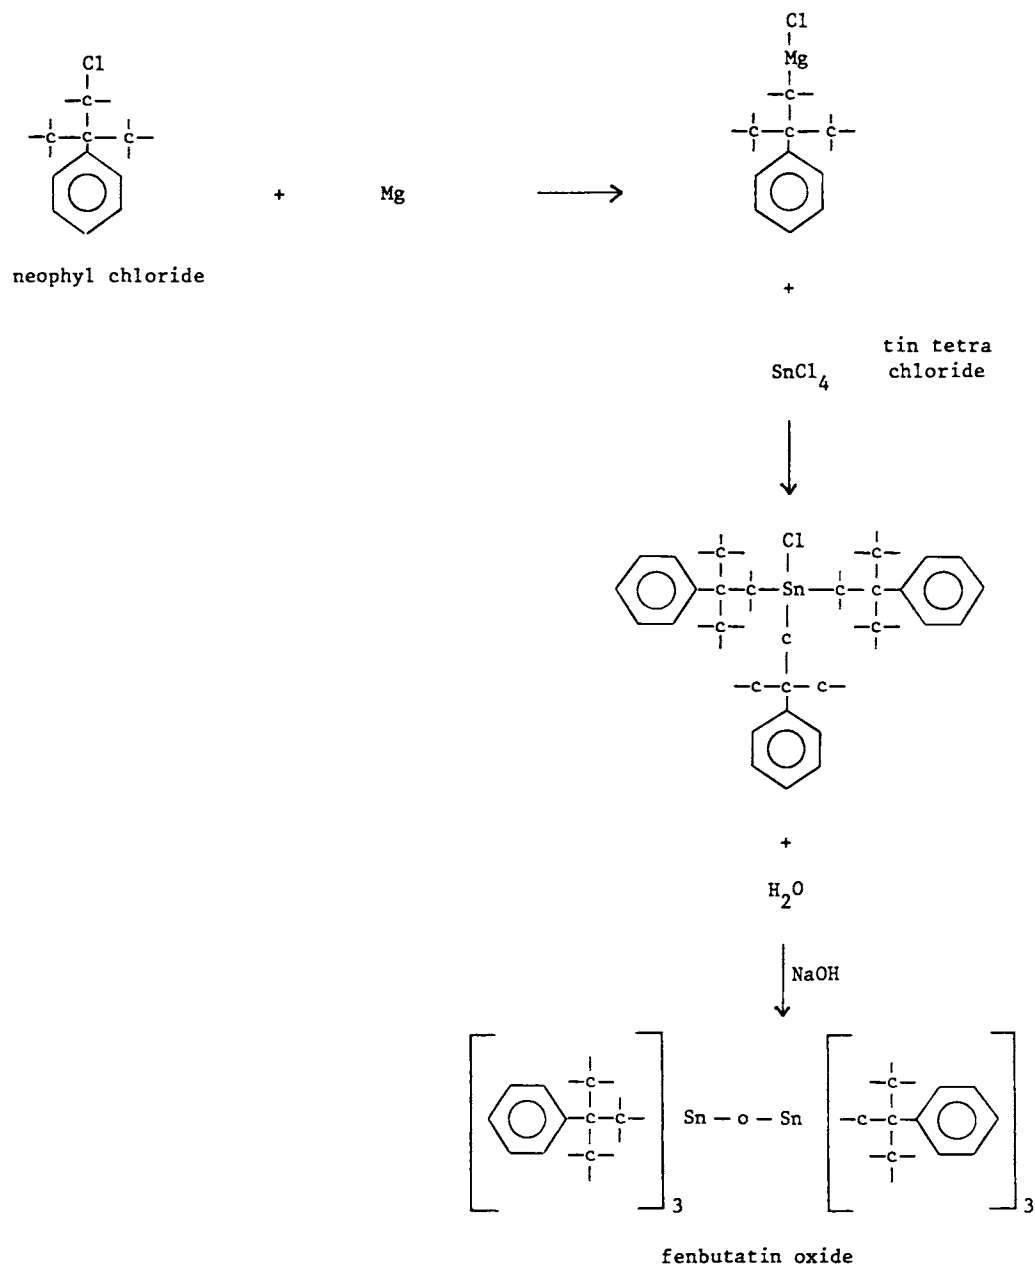 Cl
C
C C C
+ Mg
neophyl chloride
Cl
Mg
C
C C C
+
SnCl4
tin tetra
chloride
Cl
C C
C C Sn C C
C C
C
C C C
+
H2O
NaOH
C C
C C Sn — o — Sn C C
C C
3 3
fenbutatin oxide